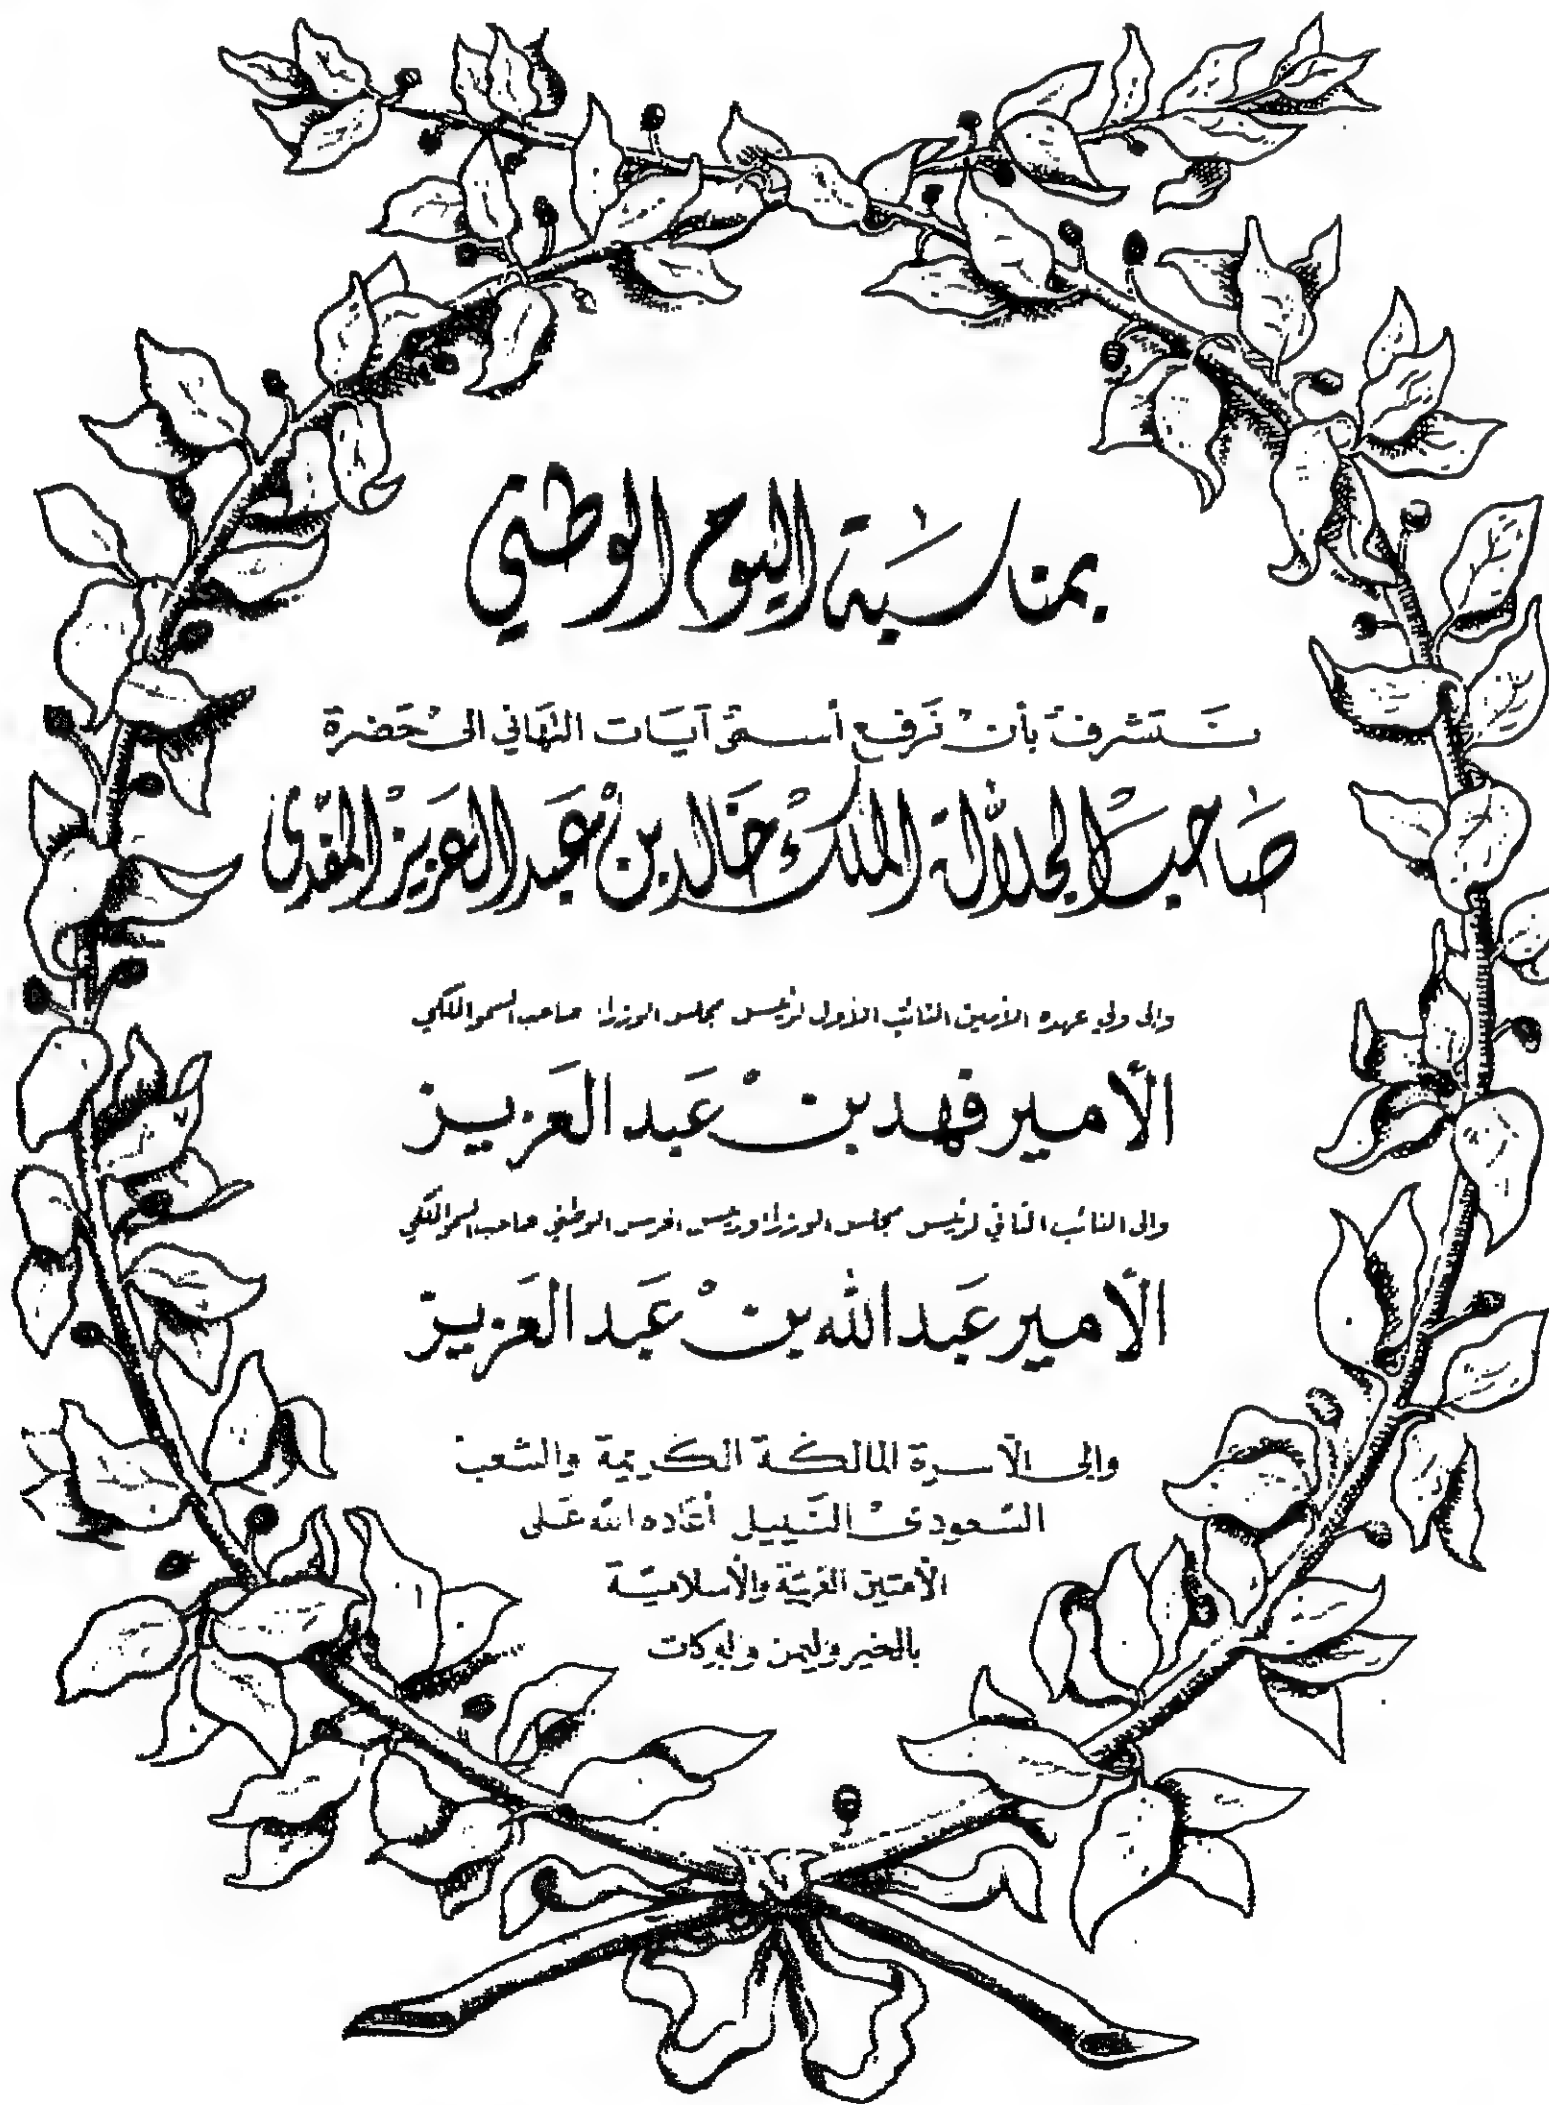 بمناسبة اليوم الوطني
نتشرف بأن نرفع أسمى آيات التهاني الى حضرة
صاحب الجلالة الملك خالد بن عبد العزيز المفدى
والى ولي عهده الأمين النائب الأول لرئيس مجلس الوزراء صاحب السمو الملكي
الأمير فهد بن عبد العزيز
والى النائب الثاني لرئيس مجلس الوزراء ورئيس الحرس الوطني صاحب السمو الملكي
الأمير عبد الله بن عبد العزيز
والى الأسرة المالكة الكريمة والشعب
السعودي النبيل أعاده الله على
الأمتين العربية والأسلامية
بالخير وليمن ولبركات